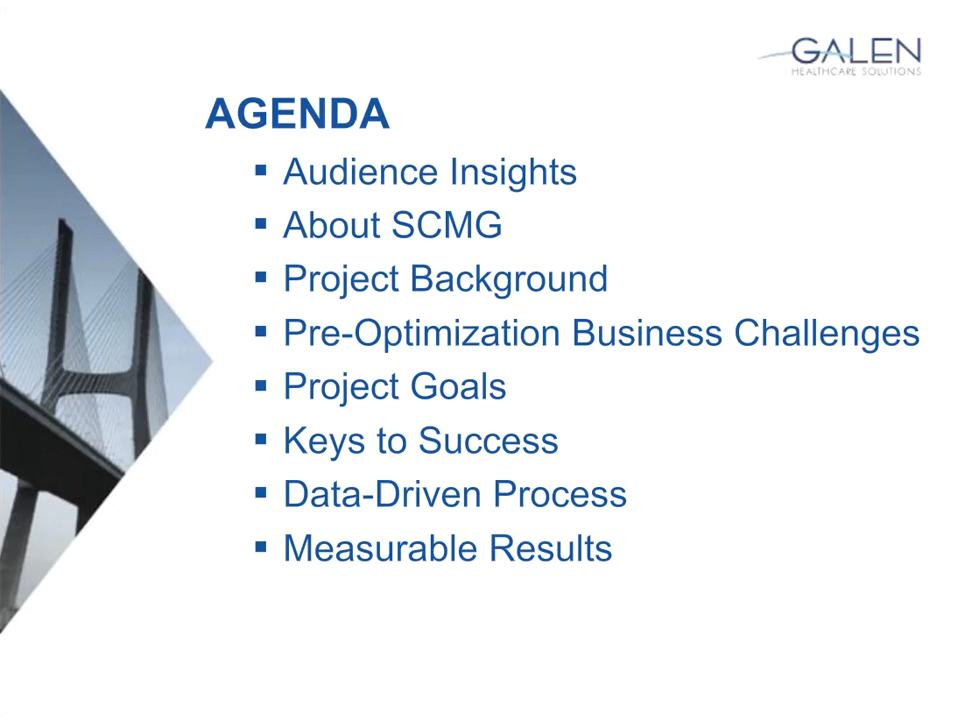 GALEN
HEALTHCARE SOLUTIONS
AGENDA
▪ Audience Insights
▪ About SCMG
▪ Project Background
▪ Pre-Optimization Business Challenges
▪ Project Goals
▪ Keys to Success
▪ Data-Driven Process
▪ Measurable Results